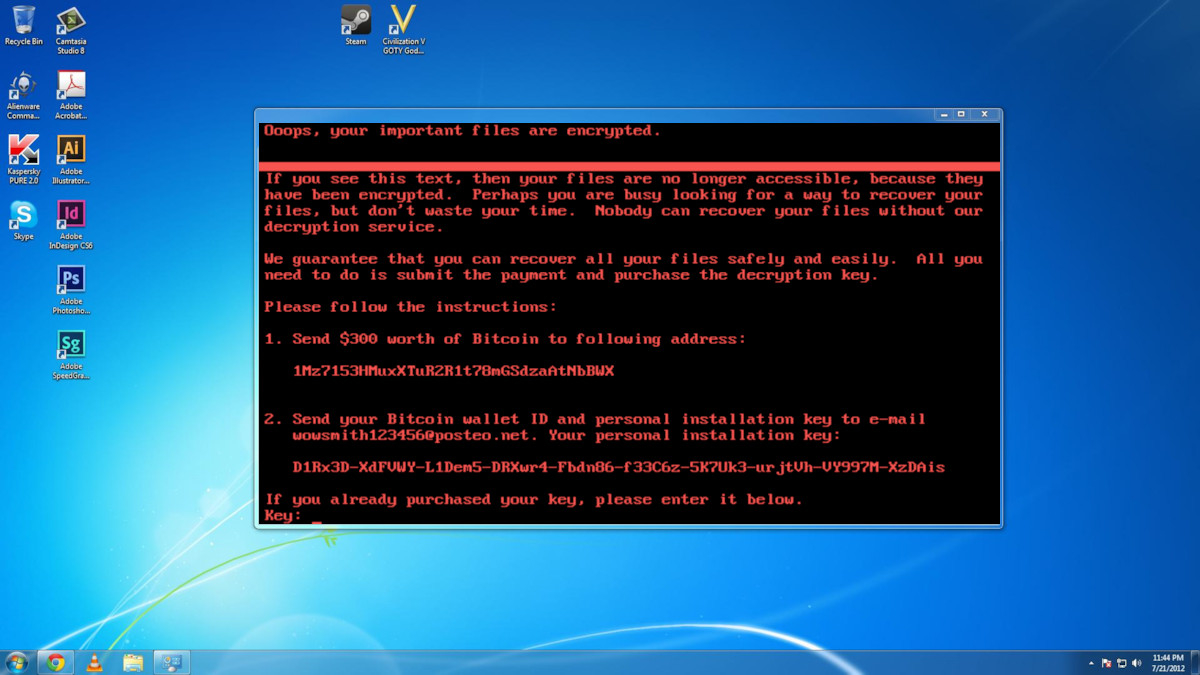 Recycle Bin
Camtasia
Studio 8
Steam
Civilization V
GOTY God...
Alienware
Comma...
Adobe
Acrobat...
Kaspersky
PURE 2.0
Ai
Adobe
Illustrator...
S
Skype
Id
Adobe
InDesign CS6
Ps
Adobe
Photosho...
Sg
Adobe
SpeedGra...
Ooops, your important files are encrypted.
If you see this text, then your files are no longer accessible, because they
have been encrypted.  Perhaps you are busy looking for a way to recover your
files, but don't waste your time.  Nobody can recover your files without our
decryption service.
We guarantee that you can recover all your files safely and easily.  All you
need to do is submit the payment and purchase the decryption key.
Please follow the instructions:
1. Send $300 worth of Bitcoin to following address:
1Mz7153HMuxXTuR2R1t78mGSdzaAtNbBWX
2. Send your Bitcoin wallet ID and personal installation key to e-mail
wowsmith123456@posteo.net. Your personal installation key:
D1Rx3D-XdFVWY-L1Dem5-DRXwr4-Fbdn86-f33C6z-5K7Uk3-urjtVh-VY997M-XzDAis
If you already purchased your key, please enter it below.
Key: _
11:44 PM
7/21/2012